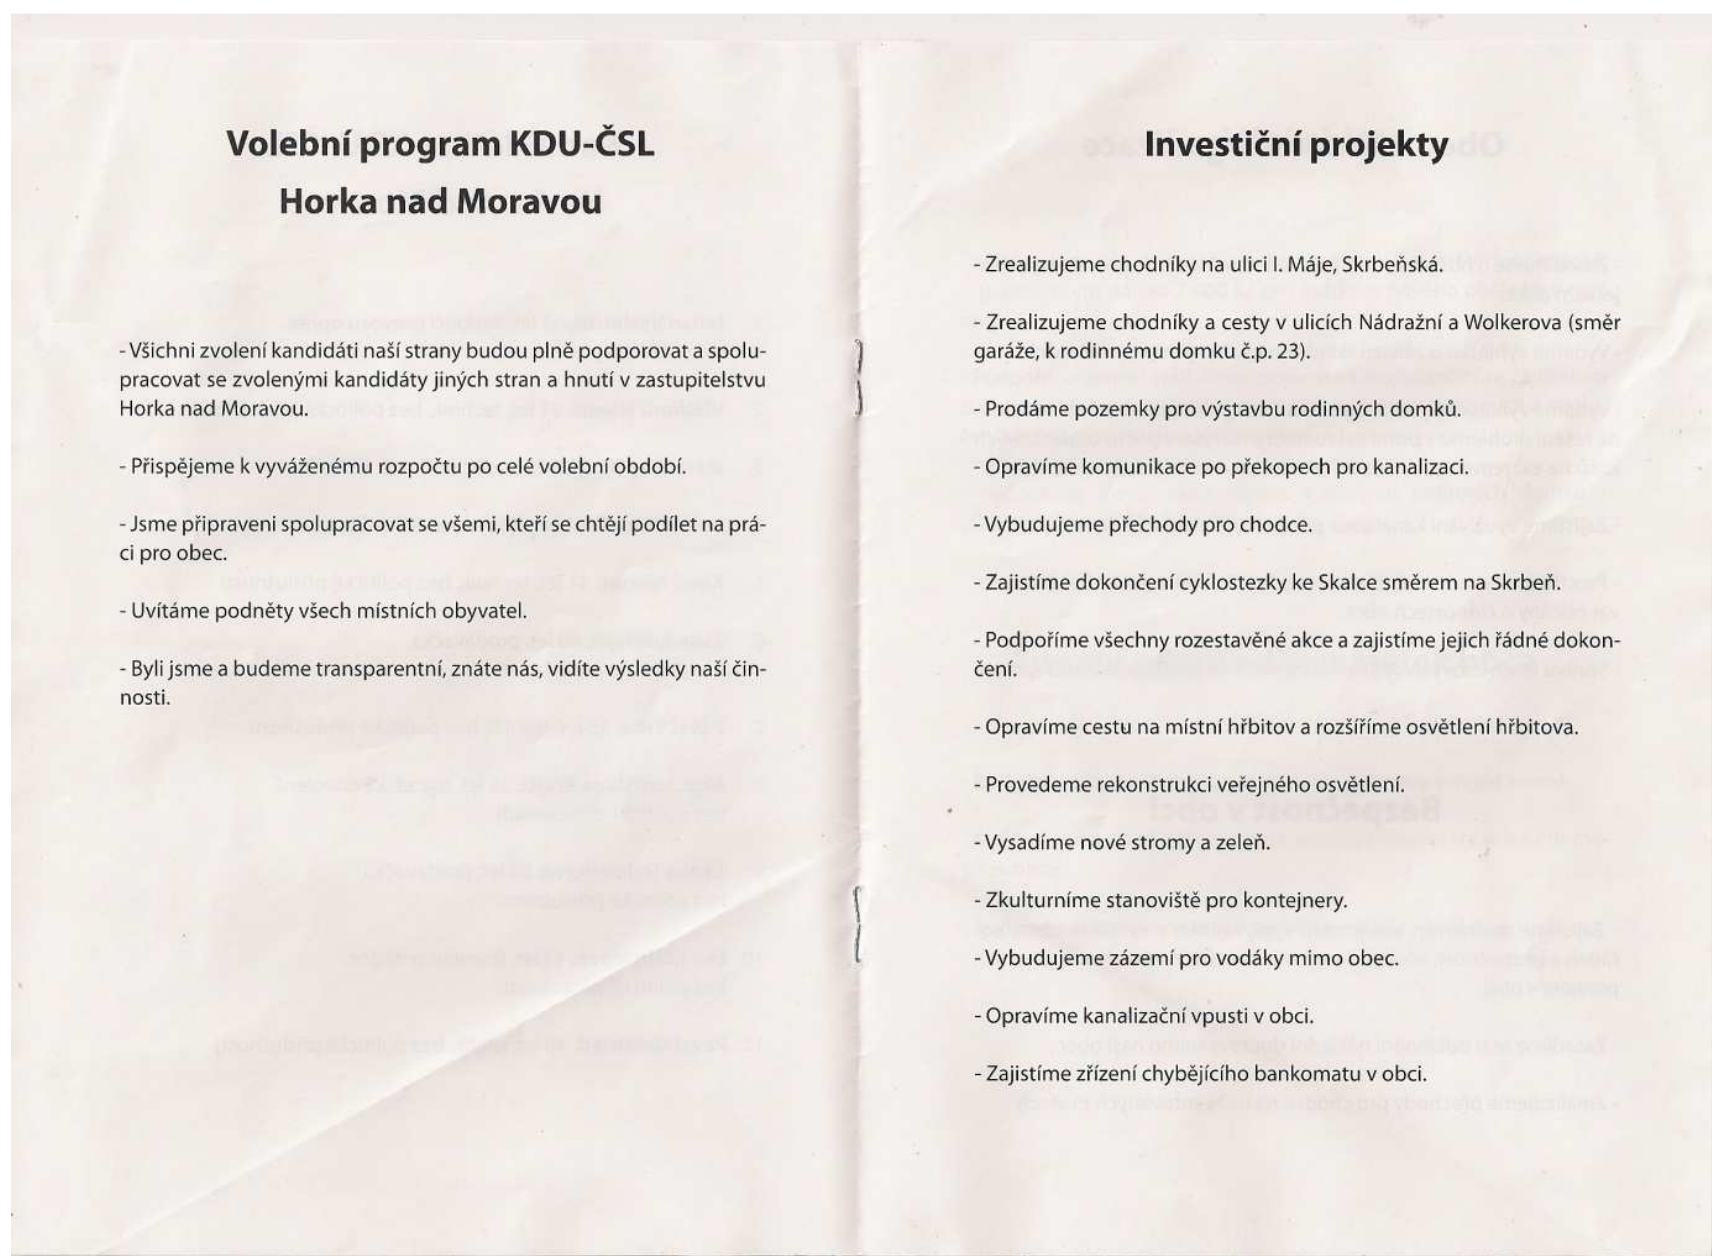 Volební program KDU-ČSL
Horka nad Moravou
- Všichni zvolení kandidáti naší strany budou plně podporovat a spolu-
pracovat se zvolenými kandidáty jiných stran a hnutí v zastupitelstvu
Horka nad Moravou.
- Přispějeme k vyváženému rozpočtu po celé volební období.
- Jsme připraveni spolupracovat se všemi, kteří se chtějí podílet na prá-
ci pro obec.
- Uvítáme podněty všech místních obyvatel.
- Byli jsme a budeme transparentní, znáte nás, vidíte výsledky naší čin-
nosti.
Investiční projekty
- Zrealizujeme chodníky na ulici I. Máje, Skrbeňská.
- Zrealizujeme chodníky a cesty v ulicích Nádražní a Wolkerova (směr
garáže, k rodinnému domku č.p. 23).
- Prodáme pozemky pro výstavbu rodinných domků.
- Opravíme komunikace po překopech pro kanalizaci.
- Vybudujeme přechody pro chodce.
- Zajistíme dokončení cyklostezky ke Skalce směrem na Skrbeň.
- Podpoříme všechny rozestavěné akce a zajistíme jejich řádné dokon-
čení.
- Opravíme cestu na místní hřbitov a rozšíříme osvětlení hřbitova.
- Provedeme rekonstrukci veřejného osvětlení.
- Vysadíme nové stromy a zeleň.
- Zkulturníme stanoviště pro kontejnery.
- Vybudujeme zázemí pro vodáky mimo obec.
- Opravíme kanalizační vpusti v obci.
- Zajistíme zřízení chybějícího bankomatu v obci.